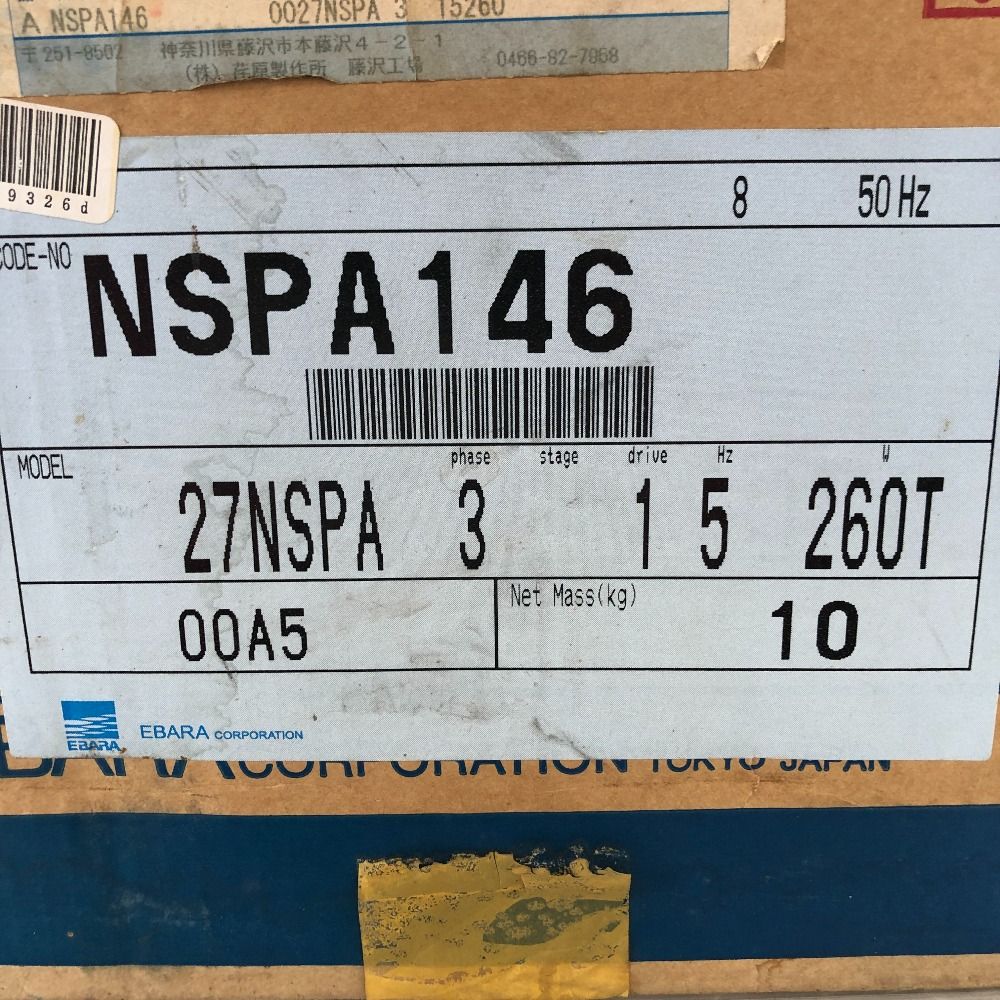 A NSPA146 0027NSPA 3 15260
〒251-8502 神奈川県藤沢市本藤沢4-2-1
(株) 荏原製作所 藤沢工場 0466-82-7968
9326d
8 50Hz
CODE-NO NSPA146
MODEL phase stage drive Hz W
27NSPA 3 1 5 260T
00A5 Net Mass(kg) 10
EBARA EBARA CORPORATION
EBARA CORPORATION TOKYO JAPAN